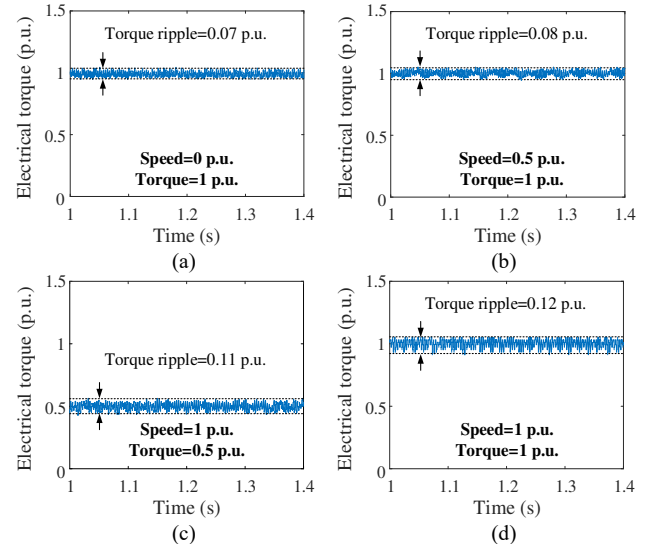 1.5
Torque ripple=0.07 p.u.
1
0.5
Speed=0 p.u.
Torque=1 p.u.
0
1 1.1 1.2 1.3 1.4
Electrical torque (p.u.)
Time (s)
(a)
1.5
Torque ripple=0.08 p.u.
1
0.5
Speed=0.5 p.u.
Torque=1 p.u.
0
1 1.1 1.2 1.3 1.4
Electrical torque (p.u.)
Time (s)
(b)
1.5
1
Torque ripple=0.11 p.u.
0.5
Speed=1 p.u.
Torque=0.5 p.u.
0
1 1.1 1.2 1.3 1.4
Electrical torque (p.u.)
Time (s)
(c)
1.5
Torque ripple=0.12 p.u.
1
0.5
Speed=1 p.u.
Torque=1 p.u.
0
1 1.1 1.2 1.3 1.4
Electrical torque (p.u.)
Time (s)
(d)